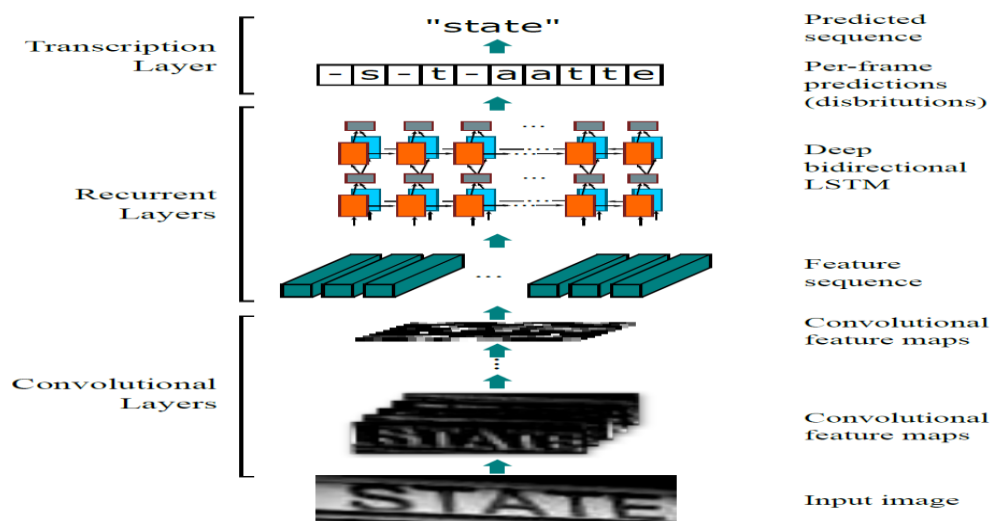 "state"
Predicted
sequence
Transcription
Layer
- s - t - a a t t e
Per-frame
predictions
(disbritutions)
Recurrent
Layers
Deep
bidirectional
LSTM
Feature
sequence
Convolutional
Layers
Convolutional
feature maps
STATE
Convolutional
feature maps
STATE
Input image